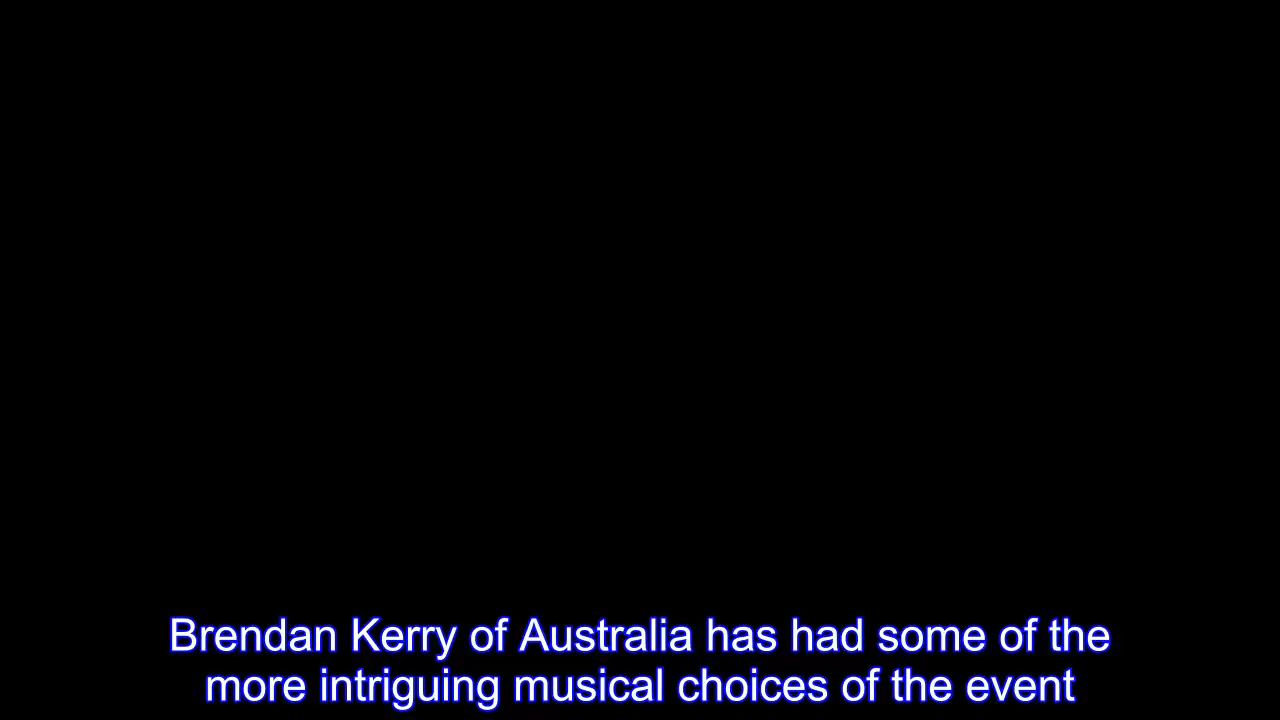 Brendan Kerry of Australia has had some of the
more intriguing musical choices of the event